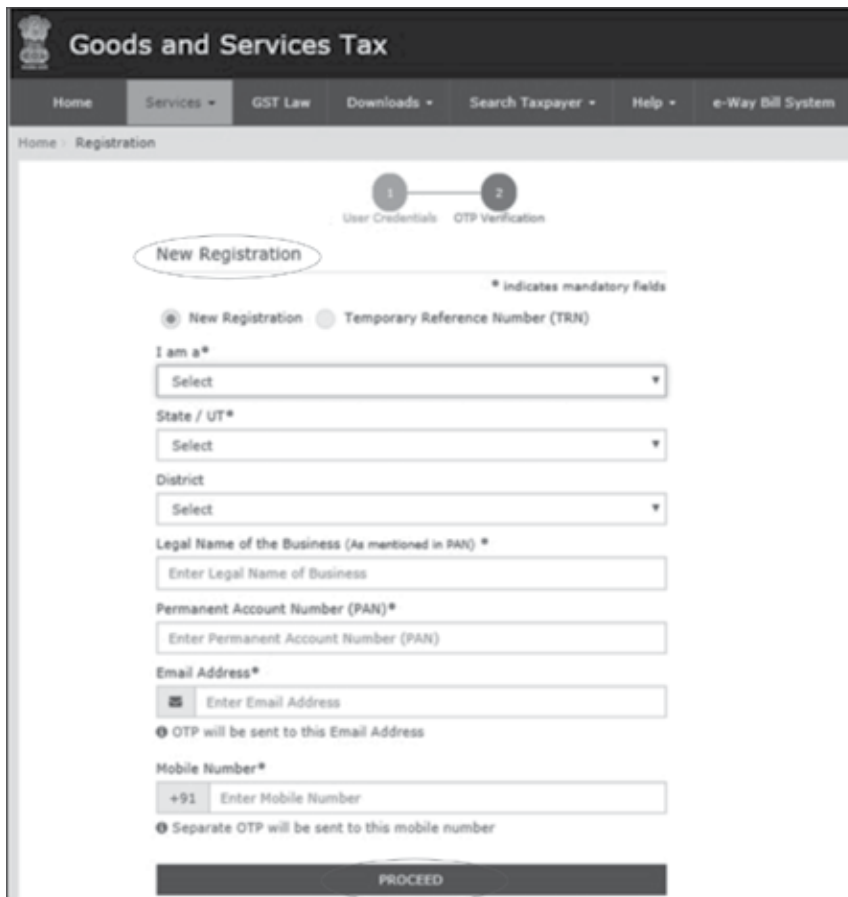 Goods and Services Tax
Home Services GST Law Downloads Search Taxpayer Help e-Way Bill System
Home Registration
1 2
User Credentials OTP Verification
New Registration
* indicates mandatory fields
New Registration Temporary Reference Number (TRN)
I am a*
Select
State / UT*
Select
District
Select
Legal Name of the Business (As mentioned in PAN) *
Enter Legal Name of Business
Permanent Account Number (PAN)*
Enter Permanent Account Number (PAN)
Email Address*
Enter Email Address
OTP will be sent to this Email Address
Mobile Number*
+91 Enter Mobile Number
Separate OTP will be sent to this mobile number
PROCEED